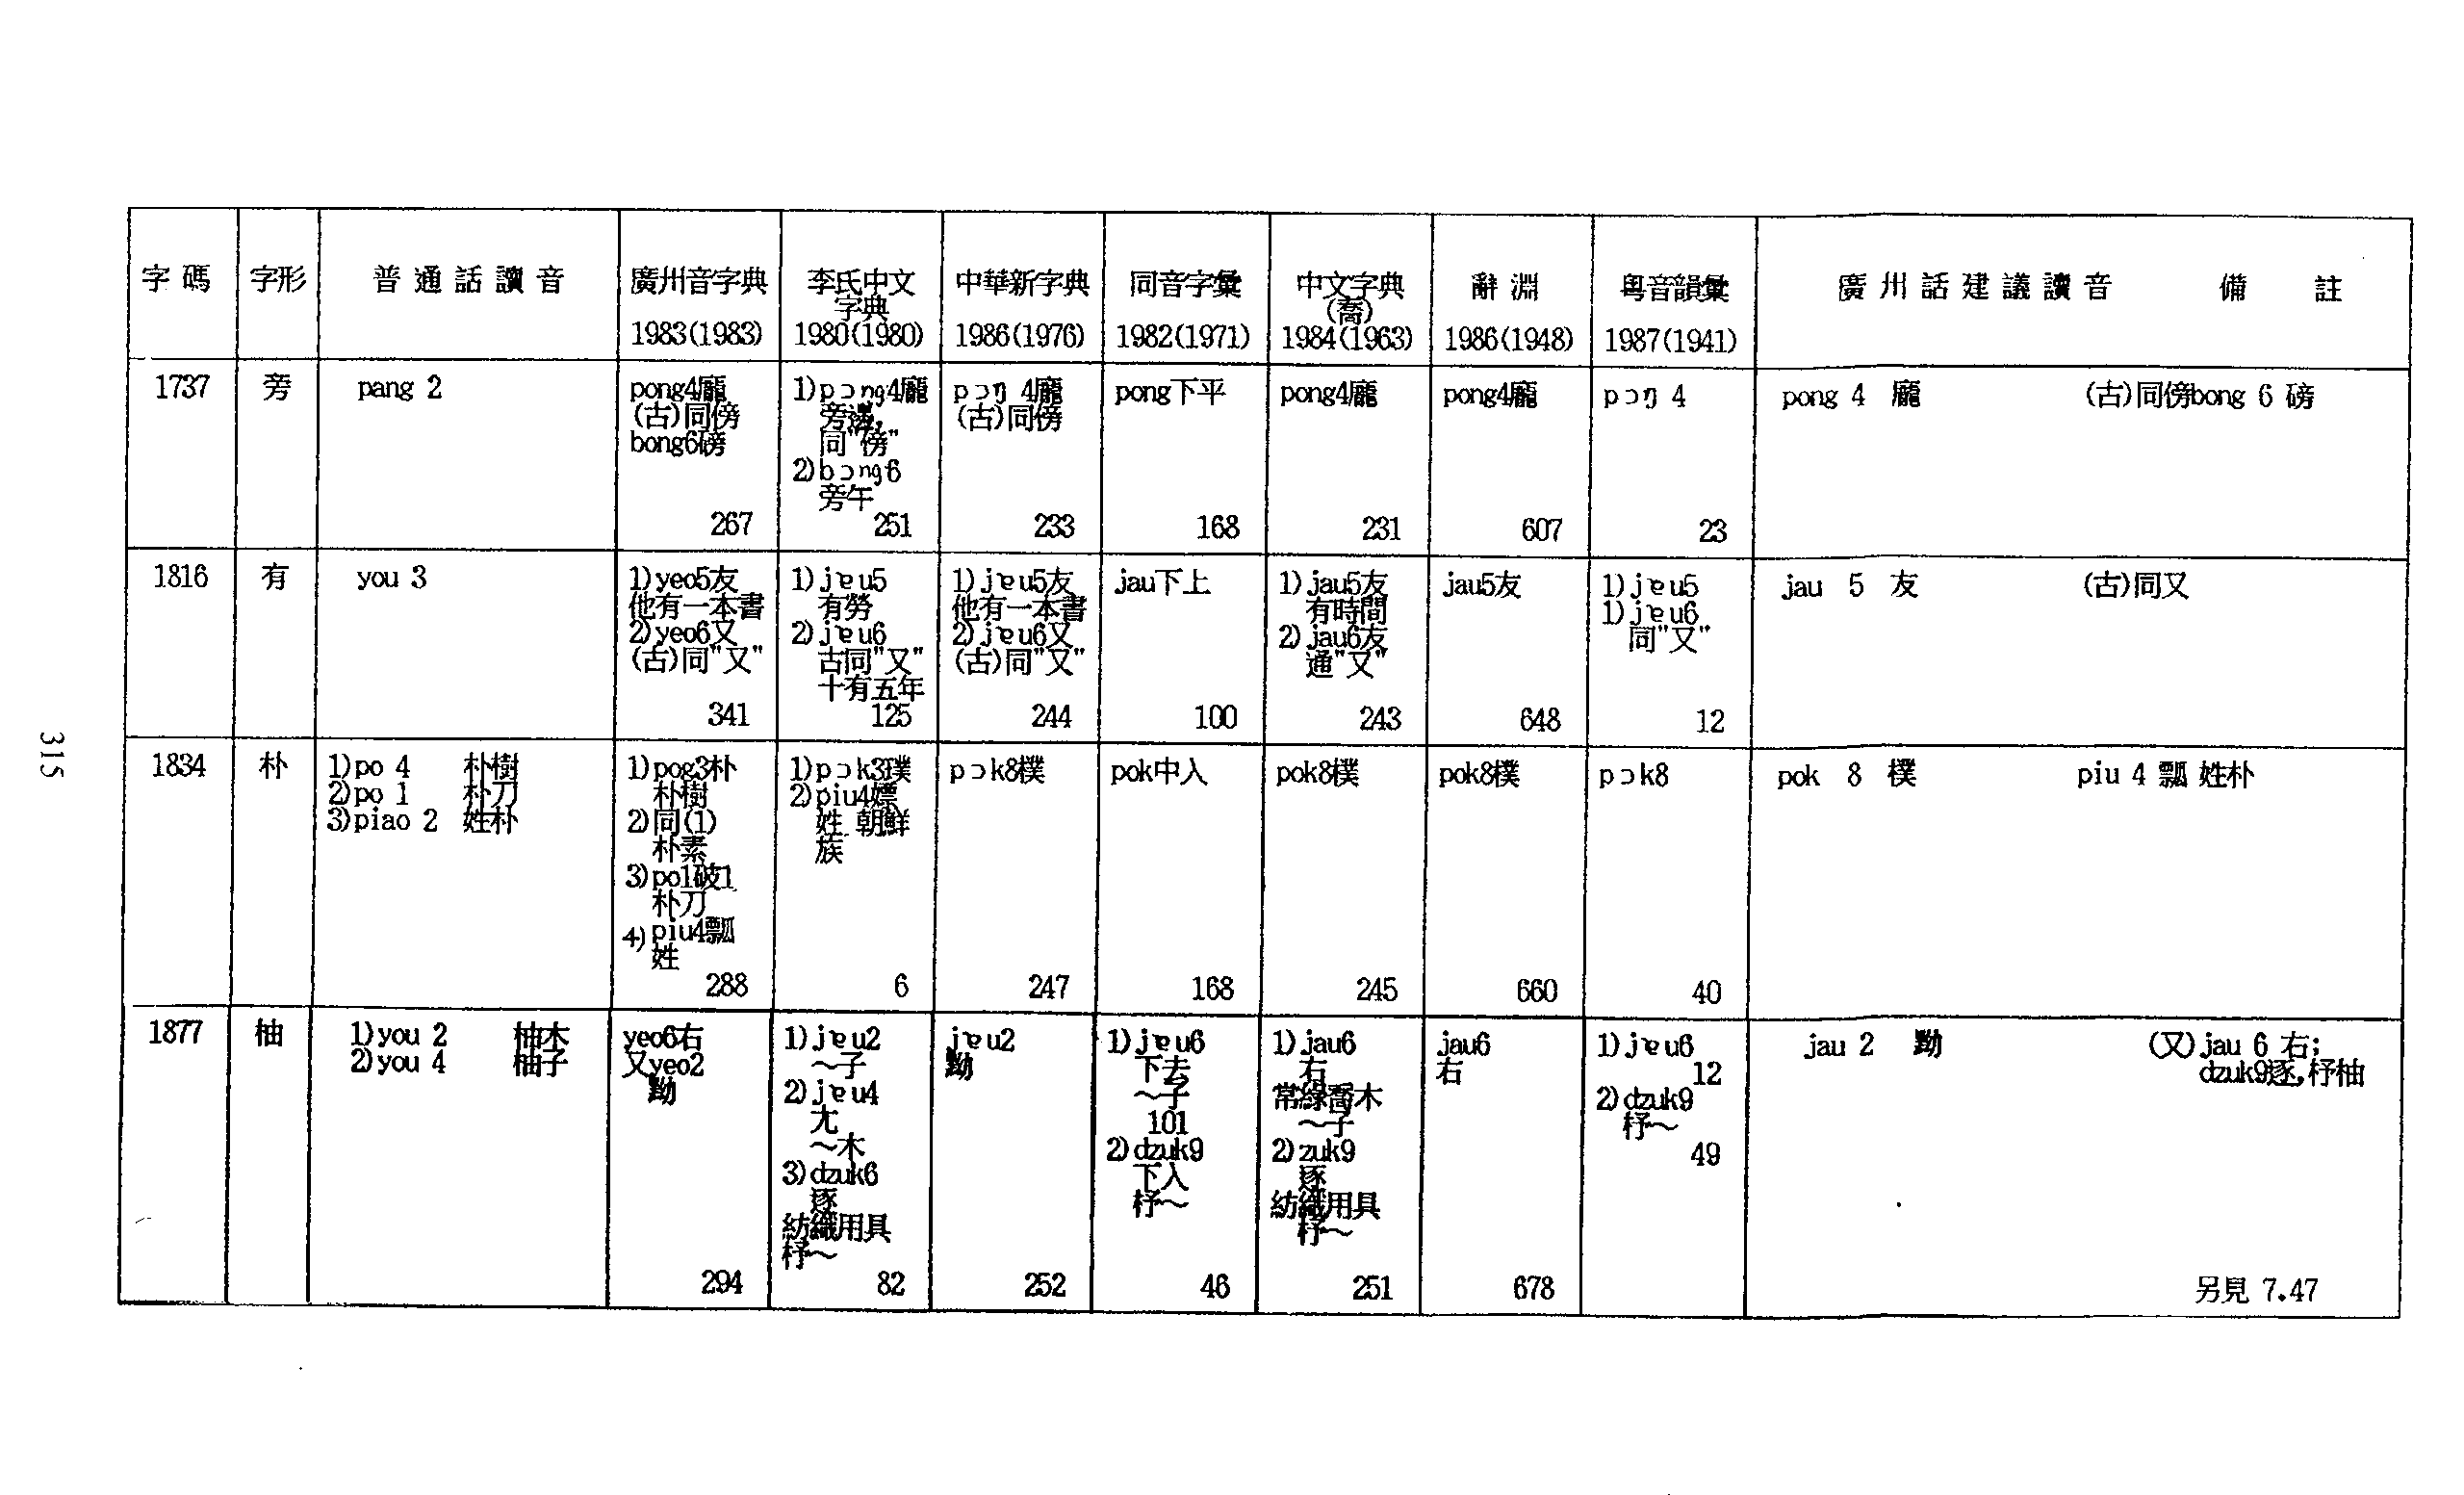 字碼
字形
普通話讀音
廣州音字典
1983(1983)
李氏中文
字典
1980(1980)
中華新字典
1986(1976)
同音字彙
1982(1971)
中文字典
(喬)
1984(1963)
辭淵
1986(1948)
粵音韻彙
1987(1941)
廣州話建議讀音
備註
1737
旁
pang 2
pong4龐
(古)同傍
bong6磅
267
1)pɔng4龐
旁邊,
同"傍"
2)bɔng6
旁午
251
pɔŋ 4龐
(古)同傍
233
pong下平
168
pong4龐
231
pong4龐
607
pɔŋ 4
23
pong 4 龐
(古)同傍bong 6 磅
1816
有
you 3
1)yeo5友
他有一本書
2)yeo6又
(古)同"又"
341
1)jɐu5
有勞
2)jɐu6
古同"又"
十有五年
125
1)jɐu5友
他有一本書
2)jɐu6又
(古)同"又"
244
jau下上
100
1)jau5友
有時間
2)jau6友
通"又"
243
jau5友
648
1)jɐu5
1)jɐu6
同"又"
12
jau 5 友
(古)同又
1834
朴
1)po 4 朴樹
2)po 1 朴刀
3)piao 2 姓朴
1)pog3朴
朴樹
2)同(1)
朴素
3)po1破1
朴刀
4)piu4瓢
姓
288
1)pɔk3璞
2)piu4嫖
姓 朝鮮
族
6
pɔk8樸
247
pok中入
168
pok8樸
245
pok8樸
660
pɔk8
40
pok 8 樸
piu 4 瓢 姓朴
1877
柚
1)you 2 柚木
2)you 4 柚子
yeo6右
又yeo2
黝
294
1)jɐu2
～子
2)jɐu4
尤
～木
3)dzuk6
逐
紡織用具
杼～
82
jɐu2
黝
252
1)jɐu6
下去
～子
101
2)dzuk9
下入
杼～
46
1)jau6
右
常綠喬木
～子
2)zuk9
逐
紡織用具
杼～
251
jau6
右
678
1)jɐu6
12
2)dzuk9
杼～
49
jau 2 黝
(又)jau 6 右;
dzuk9逐,杼柚
另見 7.47
315